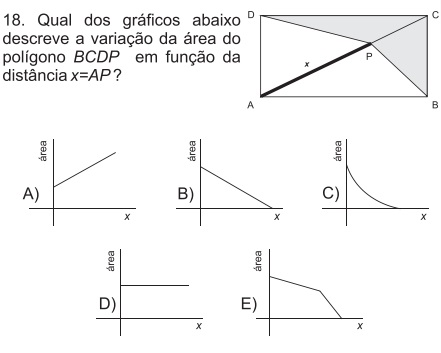 18. Qual dos gráficos abaixo
descreve a variação da área do
polígono BCDP em função da
distância x=AP?
D C
x P
A B
A) área x
B) área x
C) área x
D) área x
E) área x